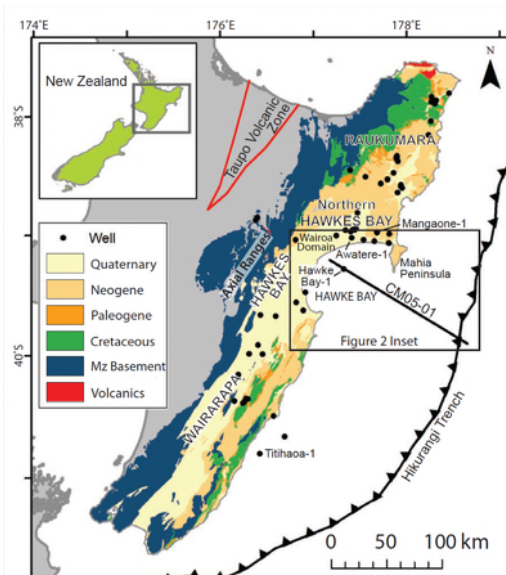 174°E
176°E
178°E
New Zealand
N
38°S
Taupo Volcanic
Zone
RAUKUMARA
Northern
HAWKES BAY
Mangaone-1
Wairoa
Domain
Awatere-1
Mahia
Peninsula
Hawke
Bay-1
HAWKE BAY
CM05-01
Figure 2 Inset
Axial Ranges
HAWKES
BAY
Well
Quaternary
Neogene
Paleogene
Cretaceous
Mz Basement
Volcanics
40°S
WAIRARAPA
Titihaoa-1
Hikurangi Trench
0 50 100 km